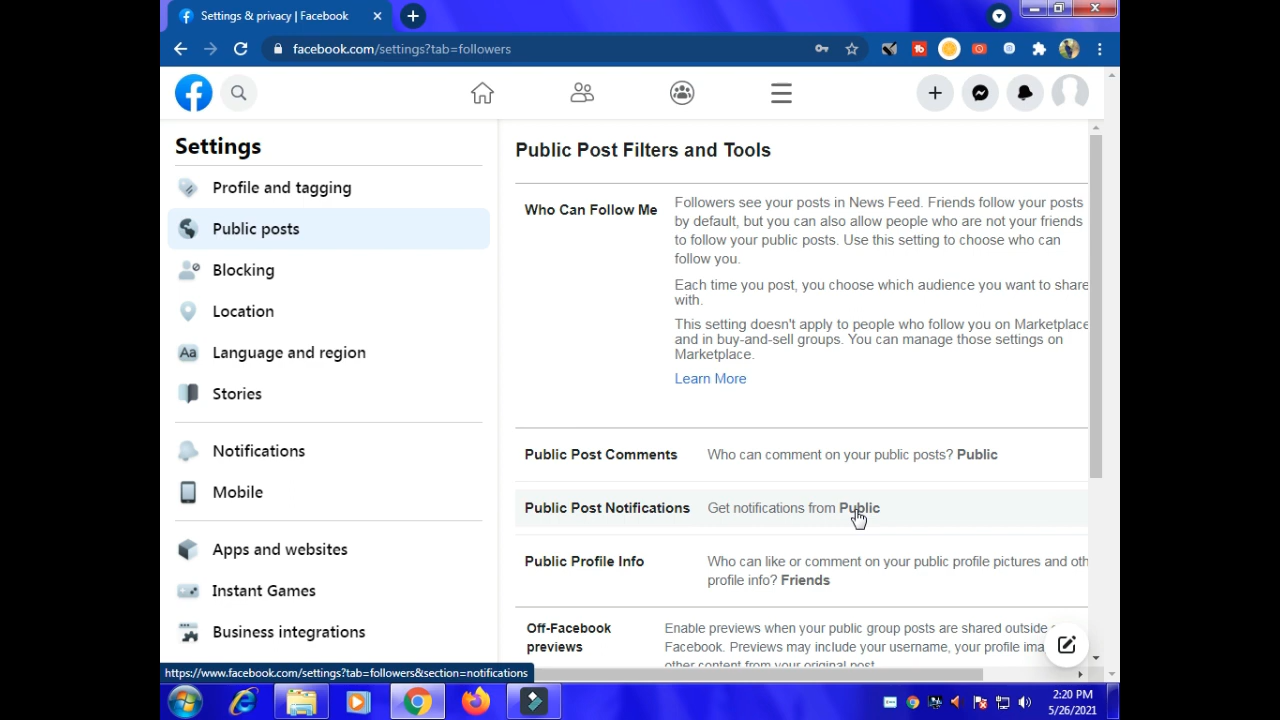 Settings & privacy | Facebook
facebook.com/settings?tab=followers
Settings
Profile and tagging
Public posts
Blocking
Location
Aa Language and region
Stories
Notifications
Mobile
Apps and websites
Instant Games
Business integrations
Public Post Filters and Tools
Who Can Follow Me
Followers see your posts in News Feed. Friends follow your posts
by default, but you can also allow people who are not your friends
to follow your public posts. Use this setting to choose who can
follow you.
Each time you post, you choose which audience you want to share
with.
This setting doesn't apply to people who follow you on Marketplace
and in buy-and-sell groups. You can manage those settings on
Marketplace.
Learn More
Public Post Comments Who can comment on your public posts? Public
Public Post Notifications Get notifications from Public
Public Profile Info Who can like or comment on your public profile pictures and oth
profile info? Friends
Off-Facebook Enable previews when your public group posts are shared outside
previews Facebook. Previews may include your username, your profile ima
other content from your original post
https://www.facebook.com/settings?tab=followers&section=notifications
2:20 PM
5/26/2021